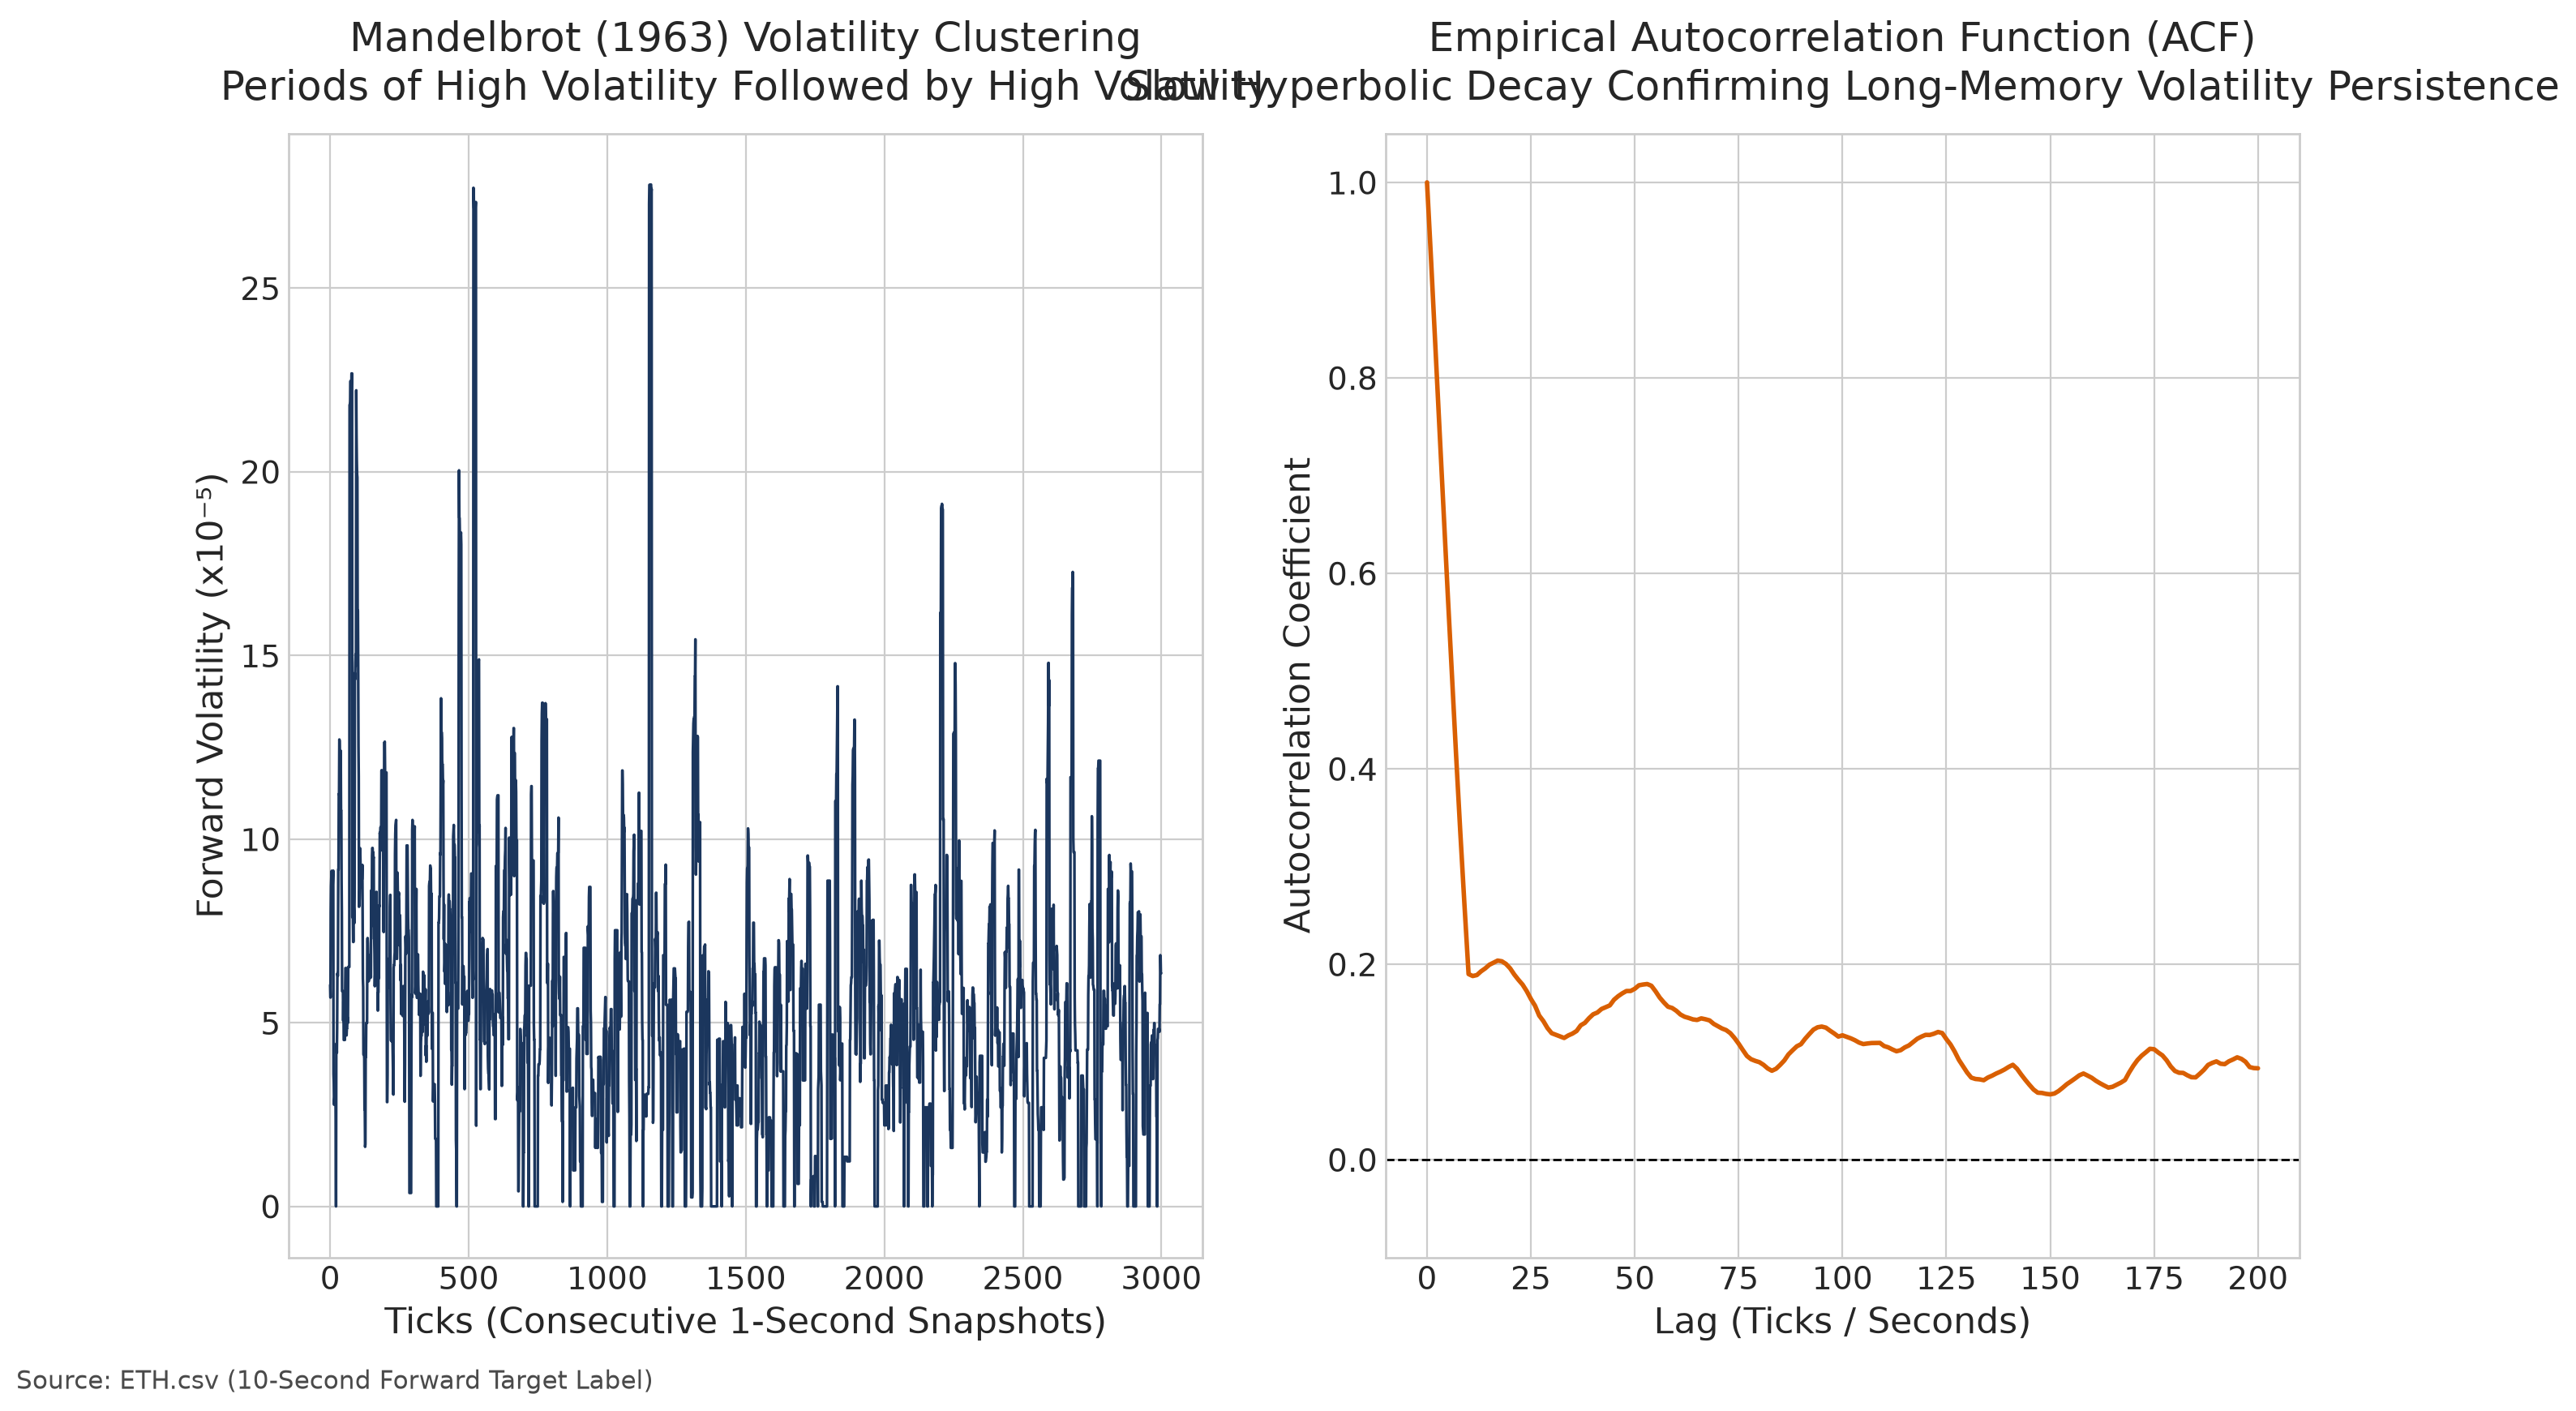 Mandelbrot (1963) Volatility Clustering
Periods of High Volatility Followed by High Volatility
Empirical Autocorrelation Function (ACF)
Slow Hyperbolic Decay Confirming Long-Memory Volatility Persistence
Forward Volatility (x10⁻⁵)
25
20
15
10
5
0
0 500 1000 1500 2000 2500 3000
Ticks (Consecutive 1-Second Snapshots)
Autocorrelation Coefficient
1.0
0.8
0.6
0.4
0.2
0.0
0 25 50 75 100 125 150 175 200
Lag (Ticks / Seconds)
Source: ETH.csv (10-Second Forward Target Label)